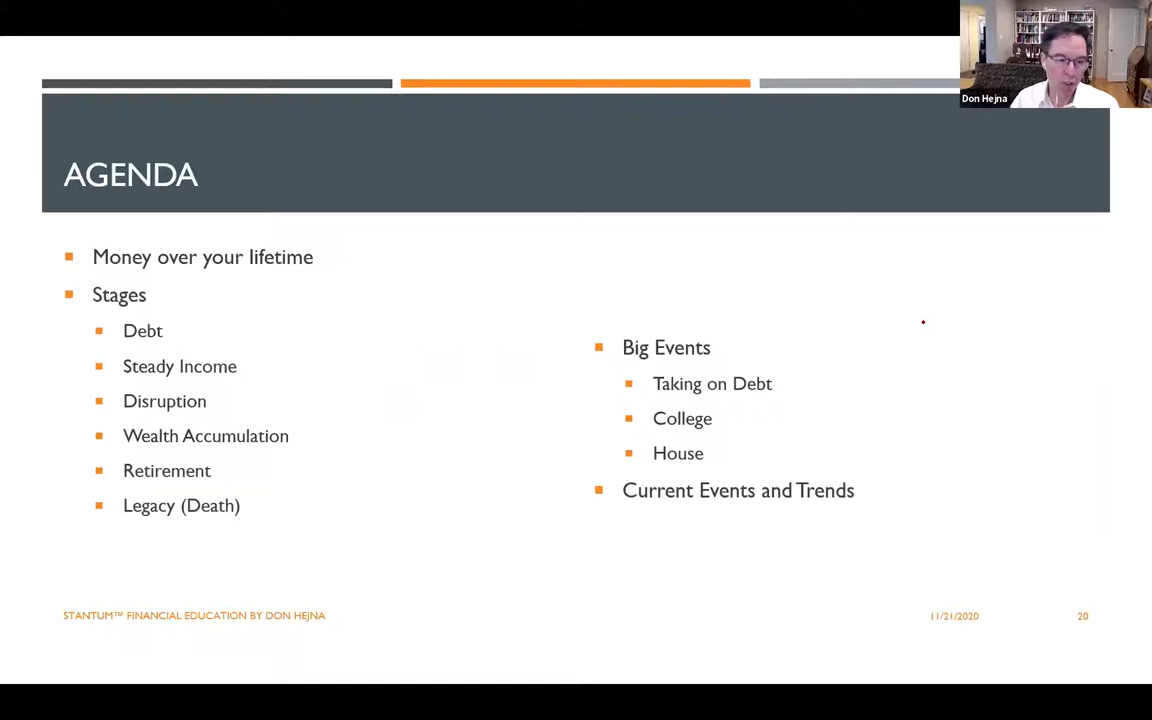 Don Hejna
AGENDA
Money over your lifetime
Stages
Debt
Steady Income
Disruption
Wealth Accumulation
Retirement
Legacy (Death)
Big Events
Taking on Debt
College
House
Current Events and Trends
STANTUM™ FINANCIAL EDUCATION BY DON HEJNA
11/21/2020
20